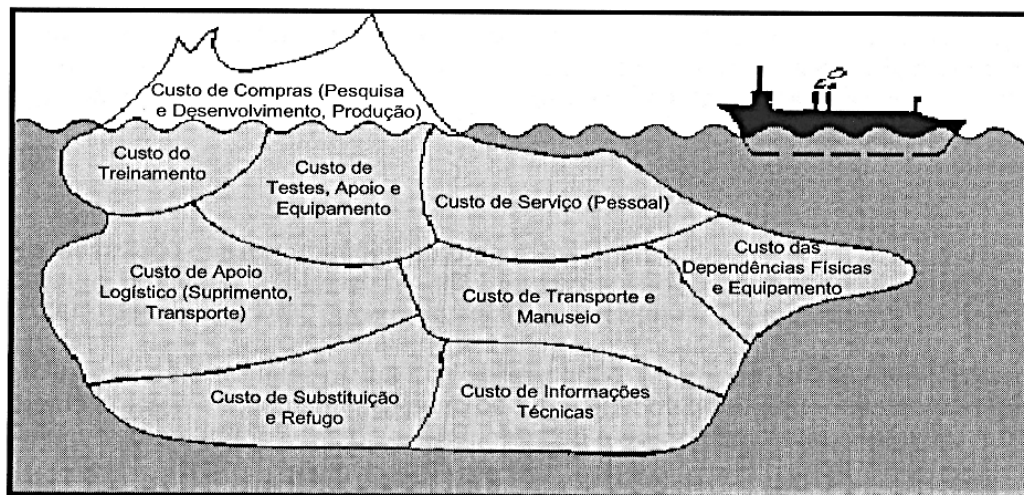 Custo de Compras (Pesquisa
e Desenvolvimento, Produção)
Custo do
Treinamento
Custo de
Testes, Apoio e
Equipamento
Custo de Serviço (Pessoal)
Custo das
Dependências Físicas
e Equipamento
Custo de Apoio
Logístico (Suprimento,
Transporte)
Custo de Transporte e
Manuseio
Custo de Substituição
e Refugo
Custo de Informações
Técnicas